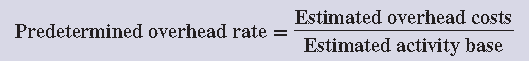 Predetermined overhead rate = Estimated overhead costs
Estimated activity base